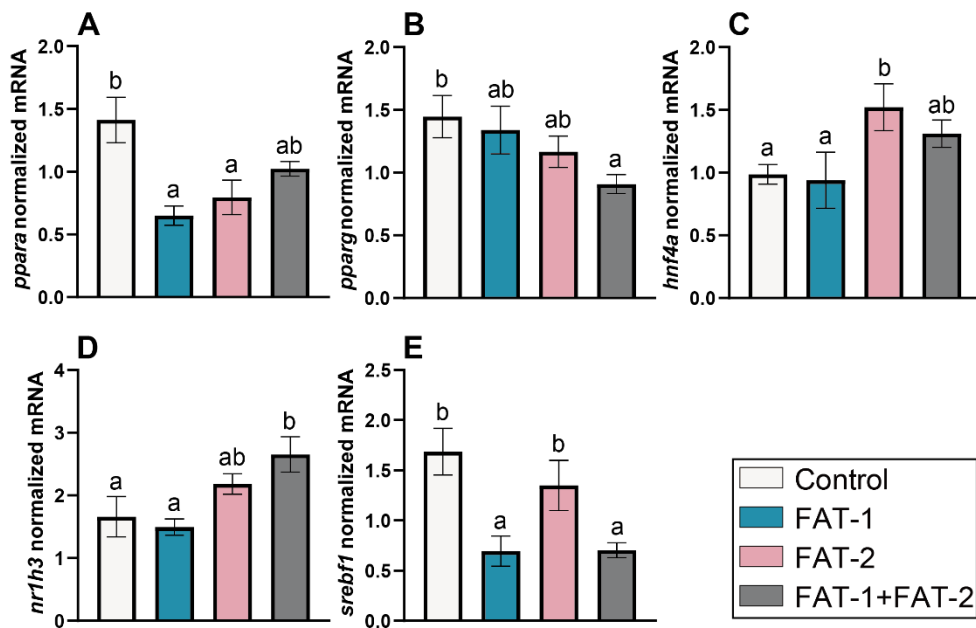 A
ppara normalized mRNA
2.0
1.5
1.0
0.5
0.0
b
a
a
ab
B
pparg normalized mRNA
2.0
1.5
1.0
0.5
0.0
b
ab
ab
a
C
hnf4a normalized mRNA
2.0
1.5
1.0
0.5
0.0
a
a
b
ab
D
nr1h3 normalized mRNA
4
3
2
1
0
a
a
ab
b
E
srebf1 normalized mRNA
2.5
2.0
1.5
1.0
0.5
0.0
b
a
b
a
Control
FAT-1
FAT-2
FAT-1+FAT-2